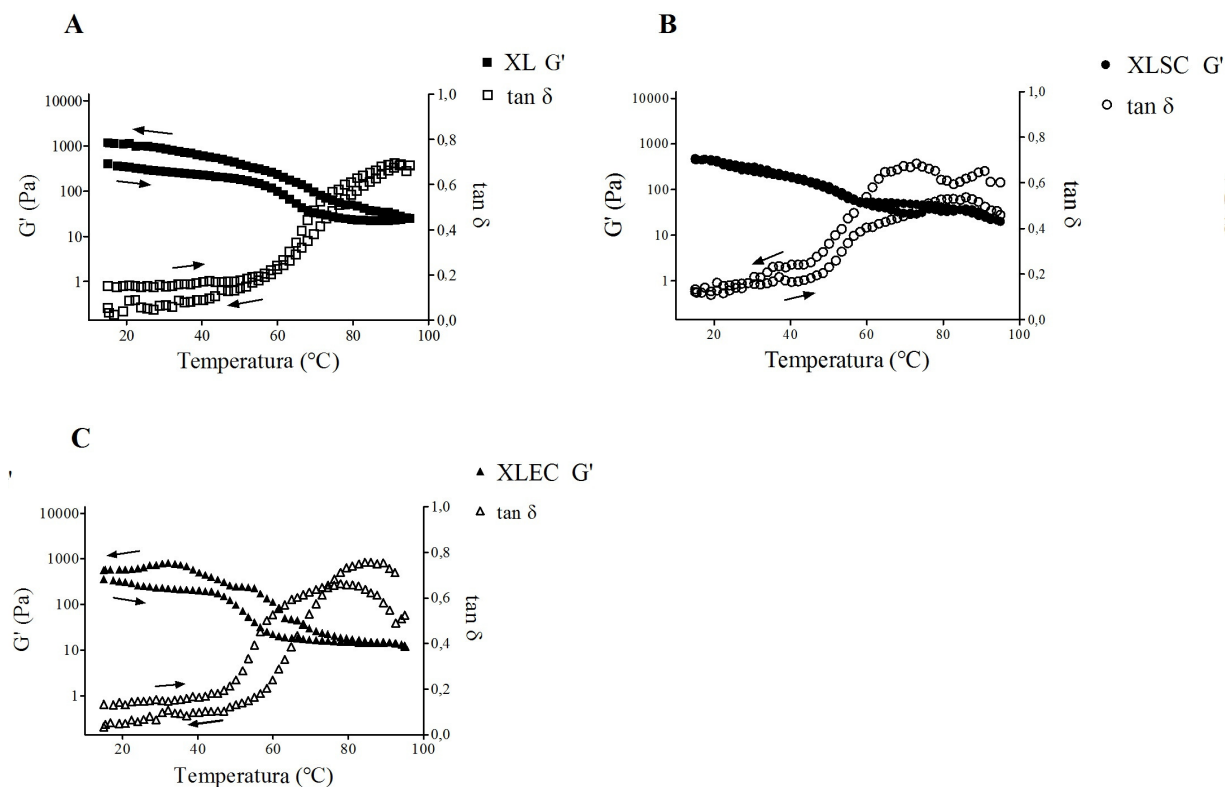 A
■ XL G'
□ tan δ
G' (Pa)
10000
1000
100
10
1
1,0
0,8
0,6
0,4
0,2
0,0
tan δ
20 40 60 80 100
Temperatura (°C)
B
● XLSC G'
○ tan δ
G' (Pa)
10000
1000
100
10
1
1,0
0,8
0,6
0,4
0,2
0,0
tan δ
20 40 60 80 100
Temperatura (°C)
C
'
▲ XLEC G'
△ tan δ
G' (Pa)
10000
1000
100
10
1
1,0
0,8
0,6
0,4
0,2
0,0
tan δ
20 40 60 80 100
Temperatura (°C)